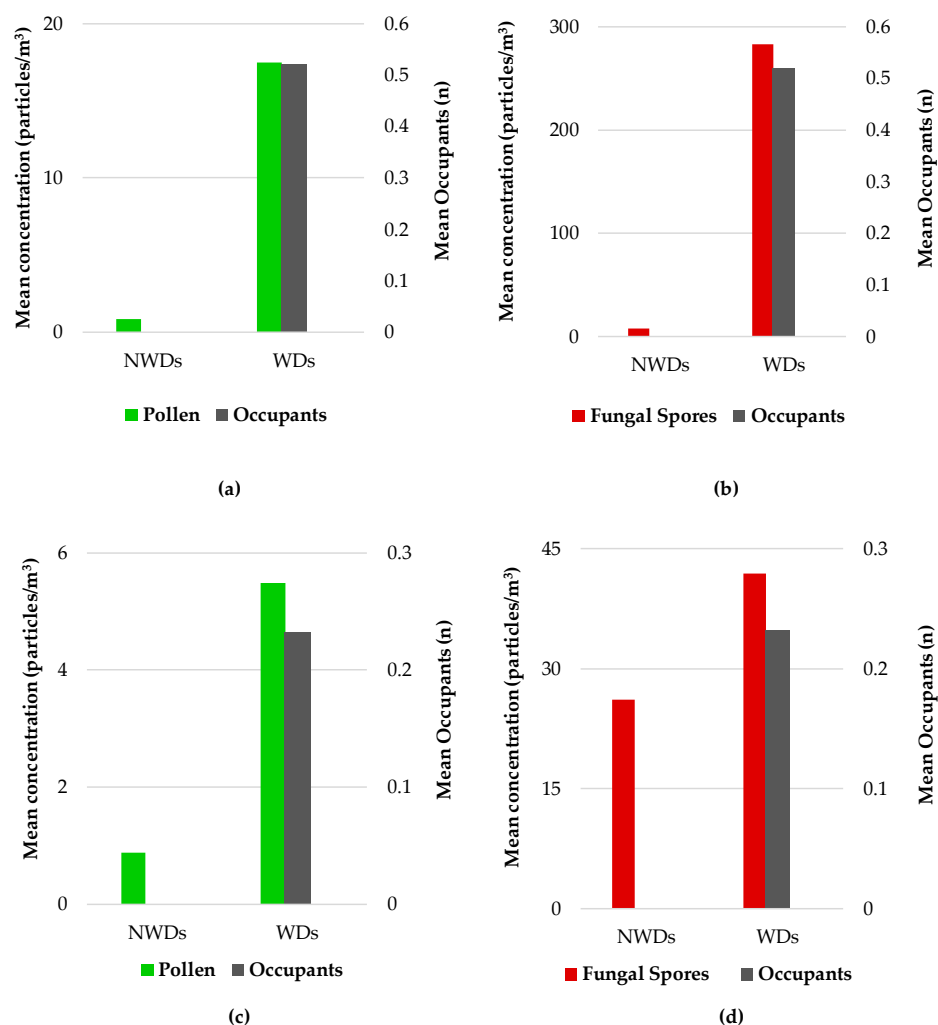 Mean concentration (particles/m³)
20
10
0
0.6
0.5
0.4
0.3
0.2
0.1
0
Mean Occupants (n)
NWDs WDs
Pollen Occupants
(a)
Mean concentration (particles/m³)
300
200
100
0
0.6
0.5
0.4
0.3
0.2
0.1
0
Mean Occupants (n)
NWDs WDs
Fungal Spores Occupants
(b)
Mean concentration (particles/m³)
6
4
2
0
0.3
0.2
0.1
0
Mean Occupants (n)
NWDs WDs
Pollen Occupants
(c)
Mean concentration (particles/m³)
45
30
15
0
0.3
0.2
0.1
0
Mean Occupants (n)
NWDs WDs
Fungal Spores Occupants
(d)